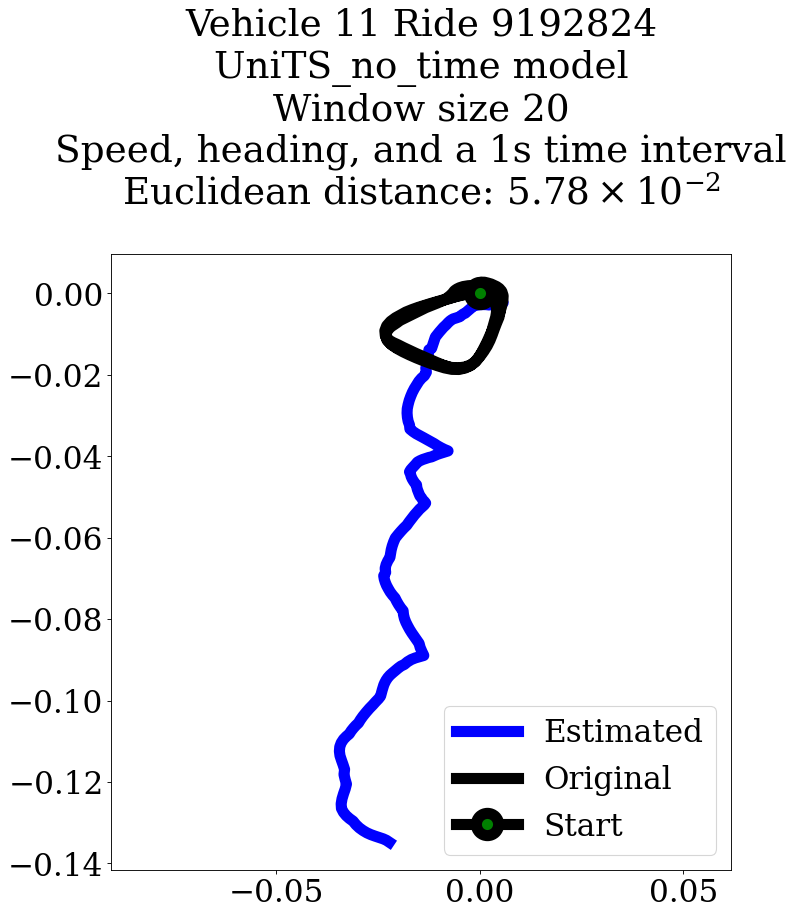 Vehicle 11 Ride 9192824
UniTS_no_time model
Window size 20
Speed, heading, and a 1s time interval
Euclidean distance: 5.78 × 10⁻²
0.00
−0.02
−0.04
−0.06
−0.08
−0.10
−0.12
−0.14
Estimated
Original
Start
−0.05 0.00 0.05